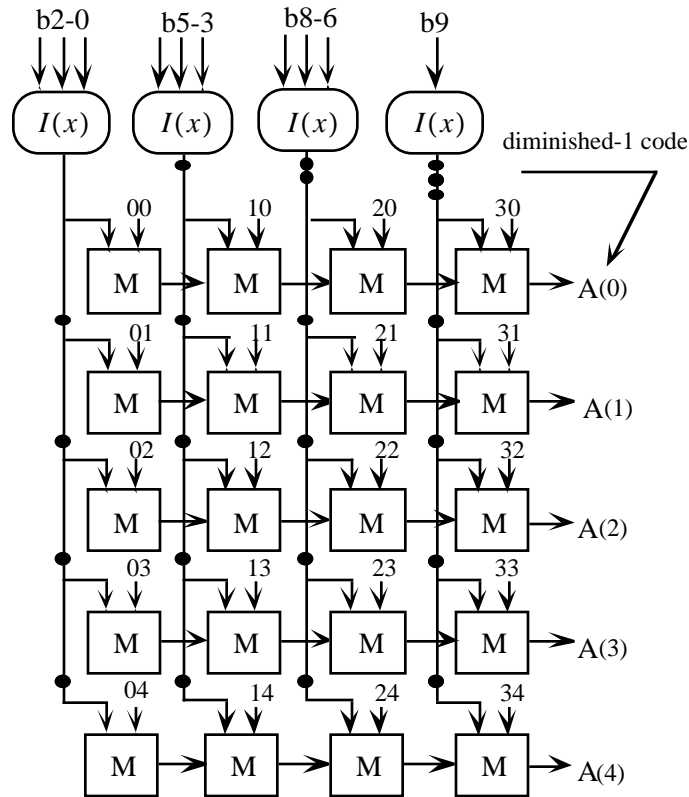 b2-0 b5-3 b8-6 b9
I(x) I(x) I(x) I(x)
diminished-1 code
00 10 20 30
M M M M A(0)
01 11 21 31
M M M M A(1)
02 12 22 32
M M M M A(2)
03 13 23 33
M M M M A(3)
04 14 24 34
M M M M A(4)